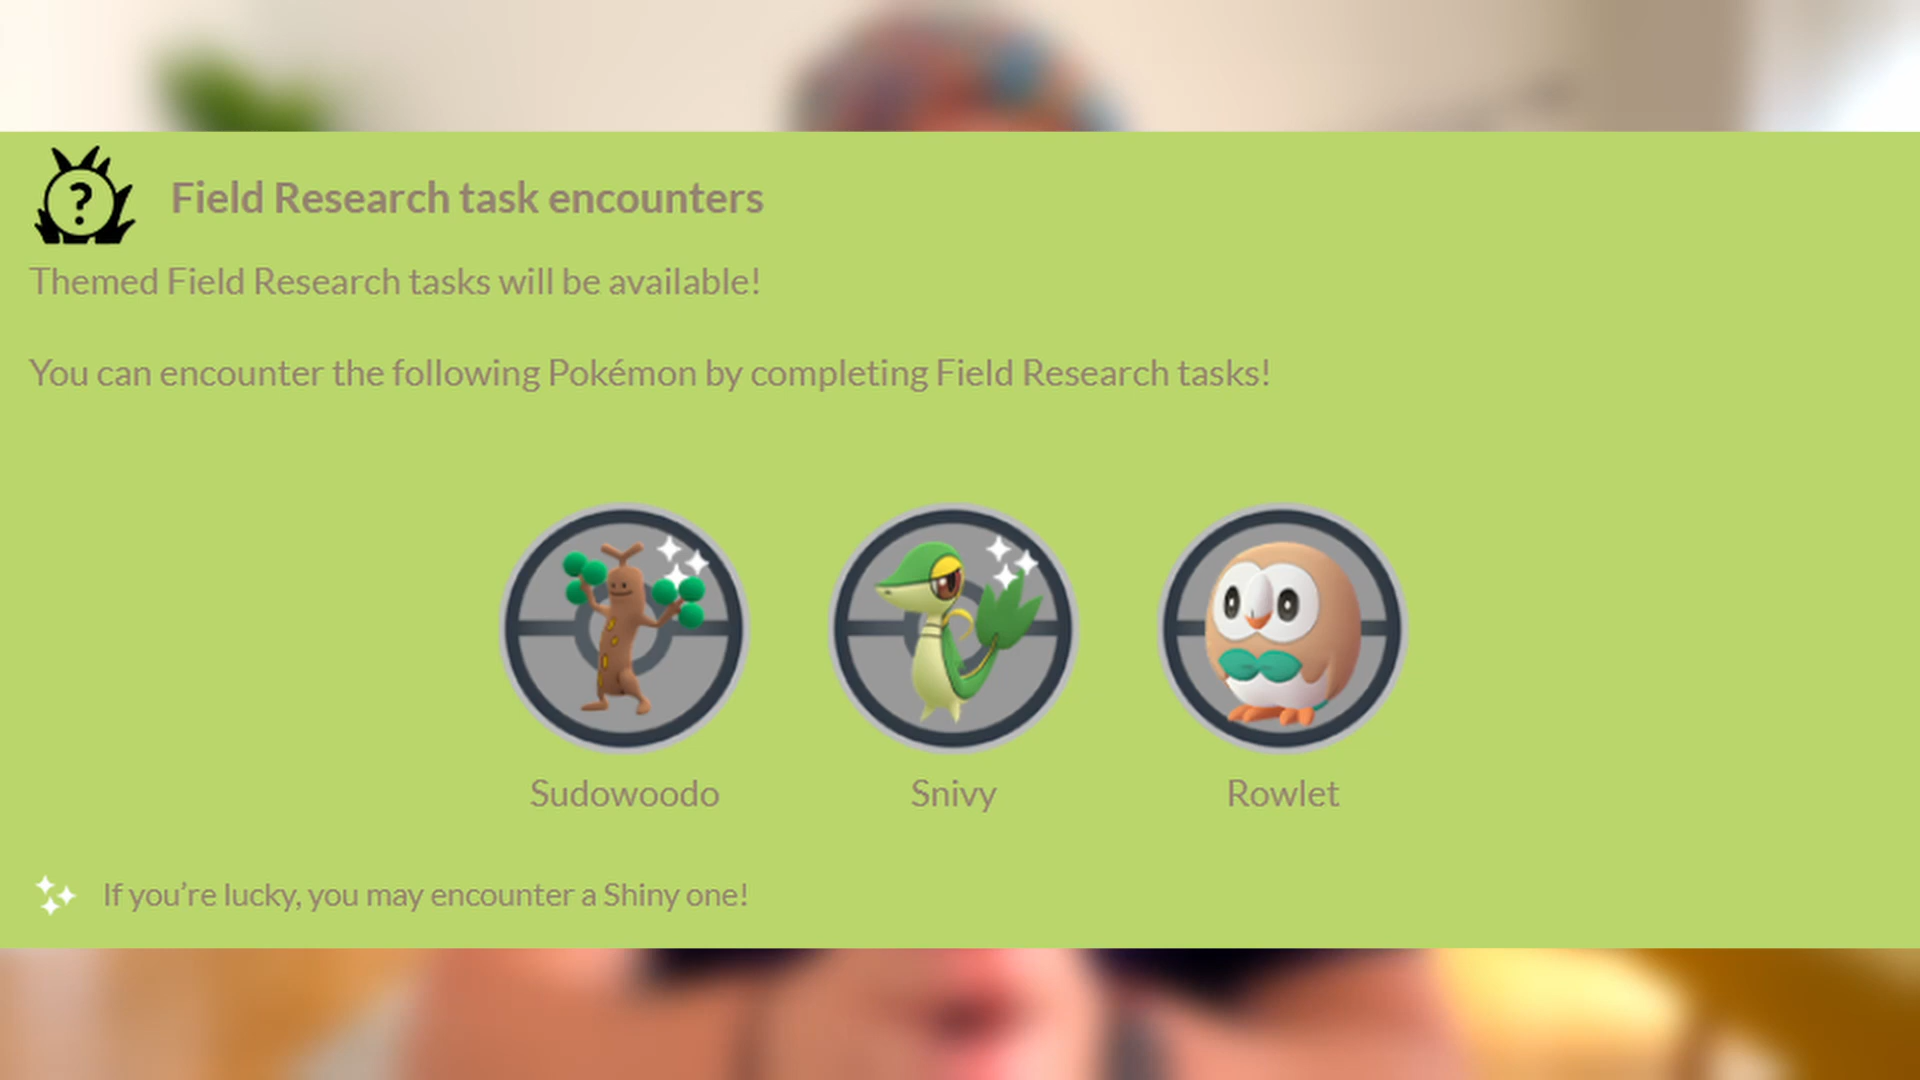 ?
Field Research task encounters
Themed Field Research tasks will be available!
You can encounter the following Pokémon by completing Field Research tasks!
Sudowoodo
Snivy
Rowlet
If you’re lucky, you may encounter a Shiny one!